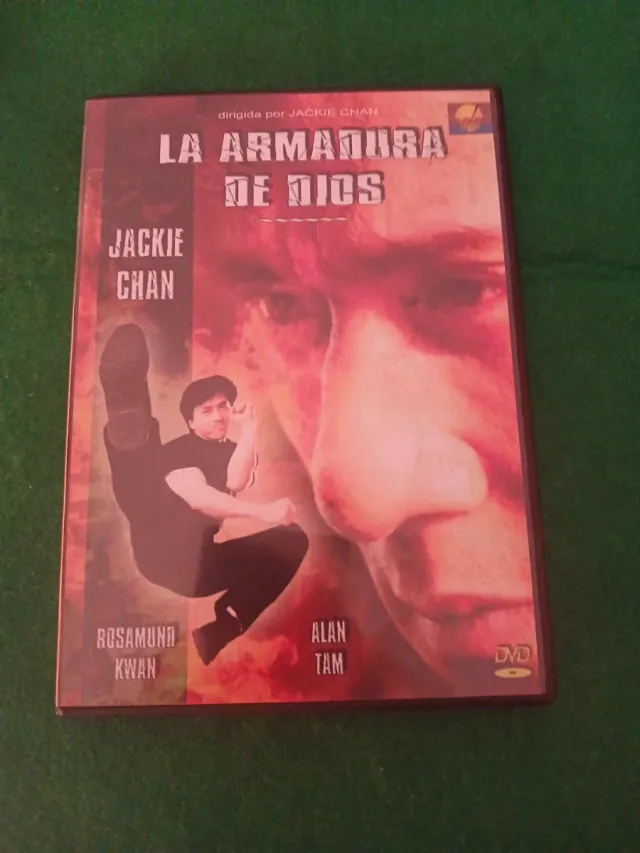 dirigida por JACKIE CHAN
LA ARMADURA
DE DIOS
JACKIE
CHAN
ROSAMUND
KWAN
ALAN
TAM
DVD